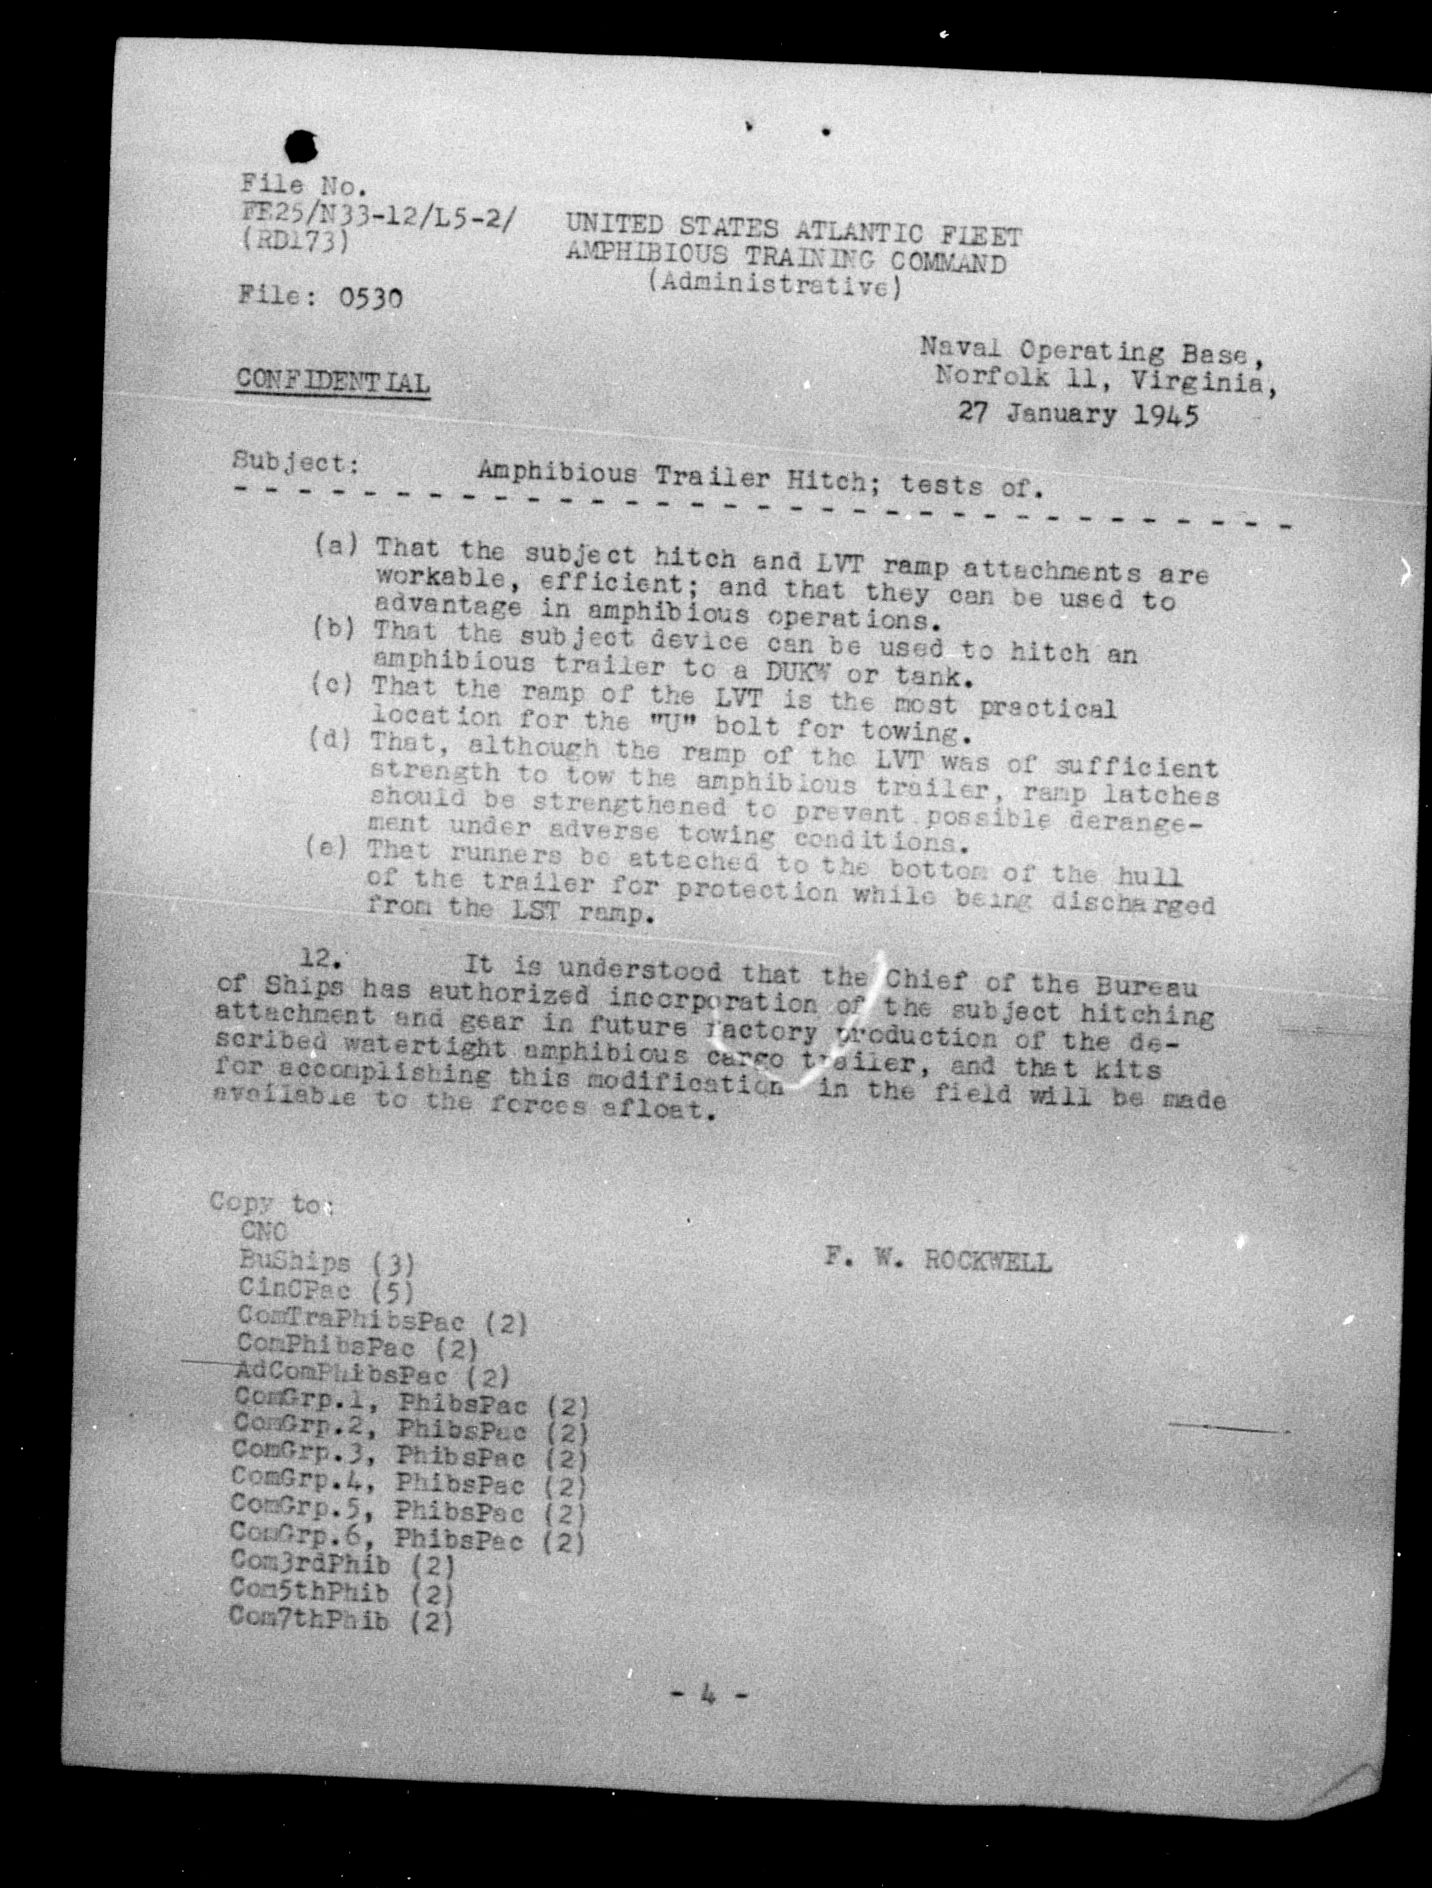 File No.
FE25/N33-12/L5-2/
(RD173)
UNITED STATES ATLANTIC FLEET
AMPHIBIOUS TRAINING COMMAND
(Administrative)
File: 0530
Naval Operating Base,
Norfolk 11, Virginia,
27 January 1945
CONFIDENTIAL
Subject: Amphibious Trailer Hitch; tests of.
- - - - - - - - - - - - - - - - - - - - - - - - - - - - - - - - -
(a) That the subject hitch and LVT ramp attachments are
workable, efficient; and that they can be used to
advantage in amphibious operations.
(b) That the subject device can be used to hitch an
amphibious trailer to a DUKW or tank.
(c) That the ramp of the LVT is the most practical
location for the "U" bolt for towing.
(d) That, although the ramp of the LVT was of sufficient
strength to tow the amphibious trailer, ramp latches
should be strengthened to prevent possible derange-
ment under adverse towing conditions.
(e) That runners be attached to the bottom of the hull
of the trailer for protection while being discharged
from the LST ramp.
12. It is understood that the Chief of the Bureau
of Ships has authorized incorporation of the subject hitching
attachment and gear in future factory production of the de-
scribed watertight amphibious cargo trailer, and that kits
for accomplishing this modification in the field will be made
available to the forces afloat.
Copy to:
CNO
BuShips (3)
CinCPac (5)
ComTraPhibsPac (2)
ComPhibsPac (2)
AdComPhibsPac (2)
ComGrp.1, PhibsPac (2)
ComGrp.2, PhibsPac (2)
ComGrp.3, PhibsPac (2)
ComGrp.4, PhibsPac (2)
ComGrp.5, PhibsPac (2)
ComGrp.6, PhibsPac (2)
Com3rdPhib (2)
Com5thPhib (2)
Com7thPhib (2)
F. W. ROCKWELL
- 4 -